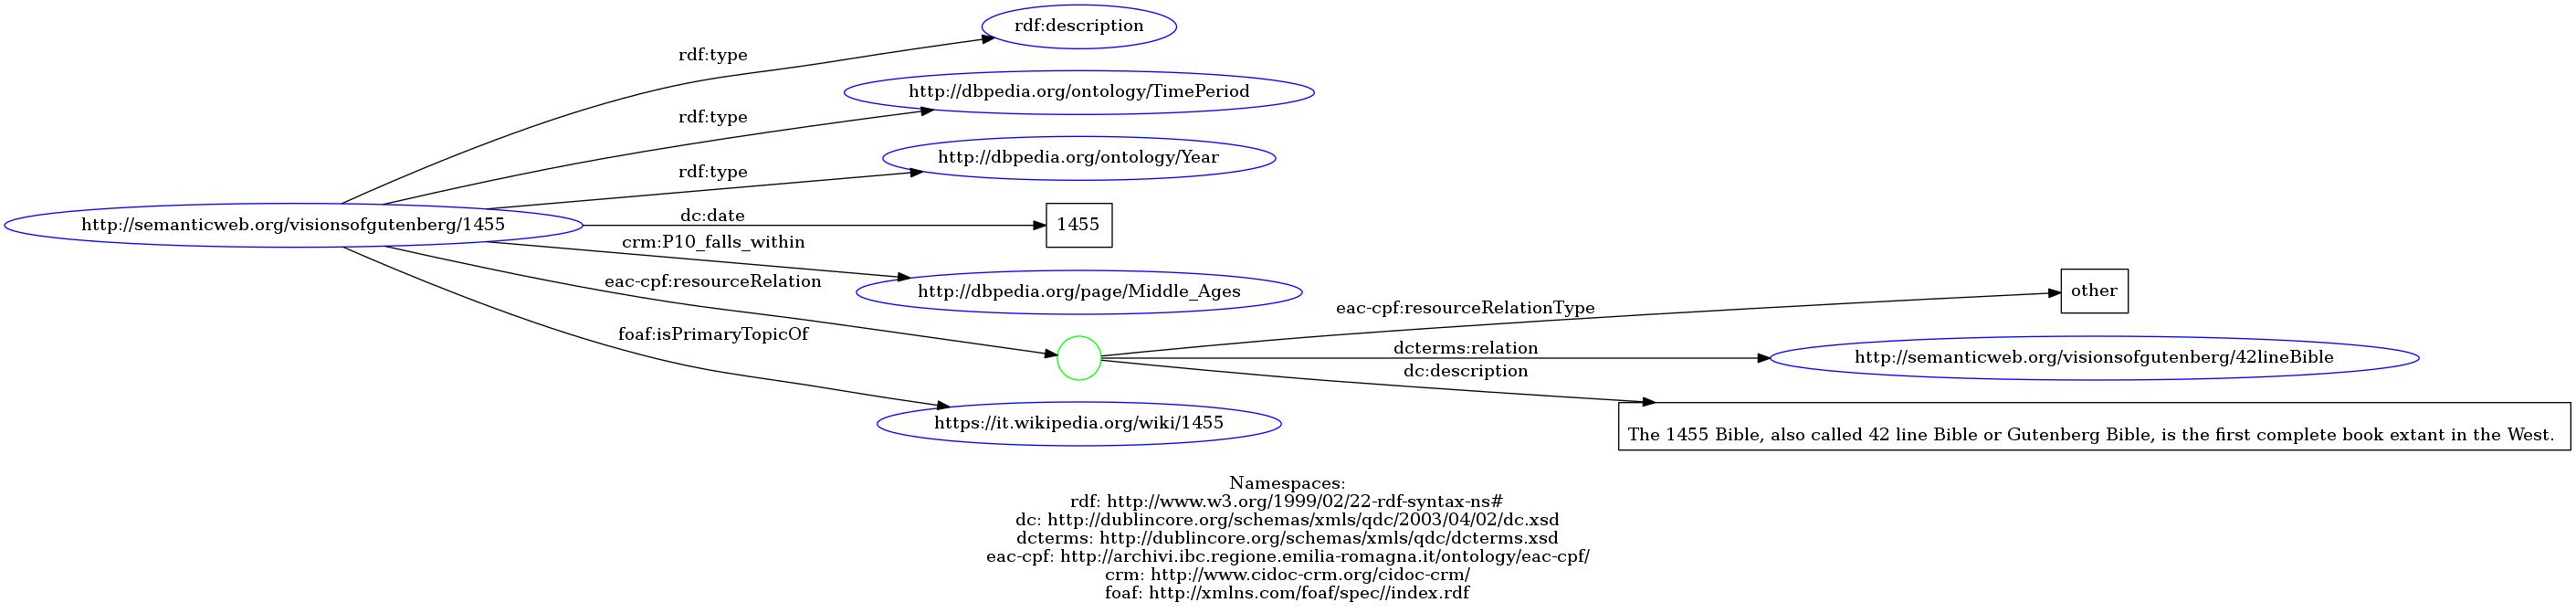 rdf:description
rdf:type
http://dbpedia.org/ontology/TimePeriod
rdf:type
http://dbpedia.org/ontology/Year
rdf:type
http://semanticweb.org/visionsofgutenberg/1455
dc:date
1455
crm:P10_falls_within
http://dbpedia.org/page/Middle_Ages
eac-cpf:resourceRelation
eac-cpf:resourceRelationType
other
foaf:isPrimaryTopicOf
dcterms:relation
http://semanticweb.org/visionsofgutenberg/42lineBible
dc:description
https://it.wikipedia.org/wiki/1455
The 1455 Bible, also called 42 line Bible or Gutenberg Bible, is the first complete book extant in the West.
Namespaces:
rdf: http://www.w3.org/1999/02/22-rdf-syntax-ns#
dc: http://dublincore.org/schemas/xmls/qdc/2003/04/02/dc.xsd
dcterms: http://dublincore.org/schemas/xmls/qdc/dcterms.xsd
eac-cpf: http://archivi.ibc.regione.emilia-romagna.it/ontology/eac-cpf/
crm: http://www.cidoc-crm.org/cidoc-crm/
foaf: http://xmlns.com/foaf/spec//index.rdf